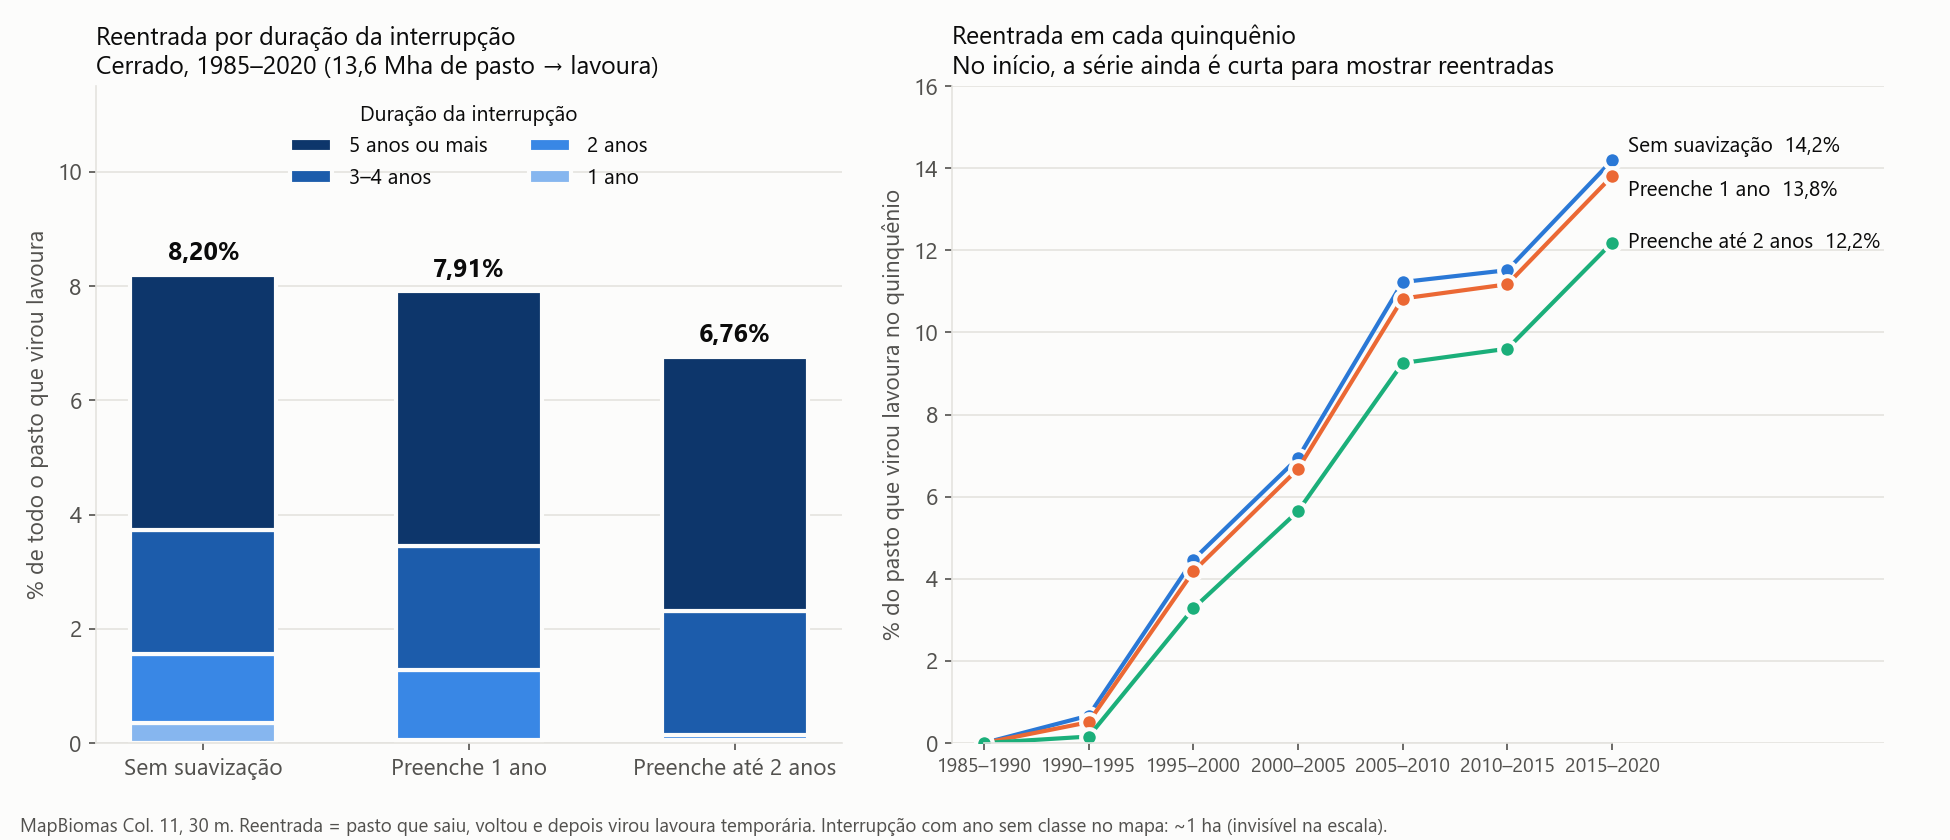 Reentrada por duração da interrupção
Cerrado, 1985–2020 (13,6 Mha de pasto → lavoura)
Duração da interrupção
5 anos ou mais
3–4 anos
2 anos
1 ano
% de todo o pasto que virou lavoura
10
8
6
4
2
0
8,20%
7,91%
6,76%
Sem suavização
Preenche 1 ano
Preenche até 2 anos
Reentrada em cada quinquênio
No início, a série ainda é curta para mostrar reentradas
% do pasto que virou lavoura no quinquênio
16
14
12
10
8
6
4
2
0
Sem suavização 14,2%
Preenche 1 ano 13,8%
Preenche até 2 anos 12,2%
1985–1990
1990–1995
1995–2000
2000–2005
2005–2010
2010–2015
2015–2020
MapBiomas Col. 11, 30 m. Reentrada = pasto que saiu, voltou e depois virou lavoura temporária. Interrupção com ano sem classe no mapa: ~1 ha (invisível na escala).